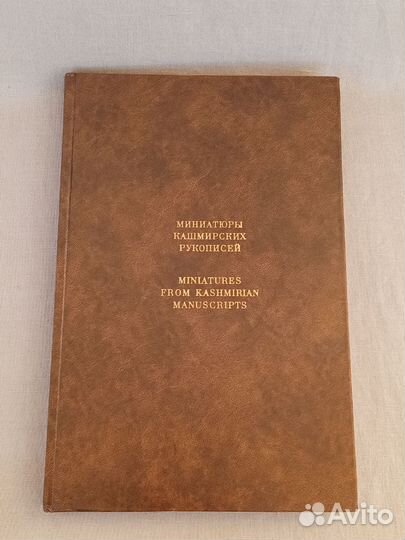 МИНИАТЮРЫ
КАШМИРСКИХ
РУКОПИСЕЙ
MINIATURES
FROM KASHMIRIAN
MANUSCRIPTS
Avito